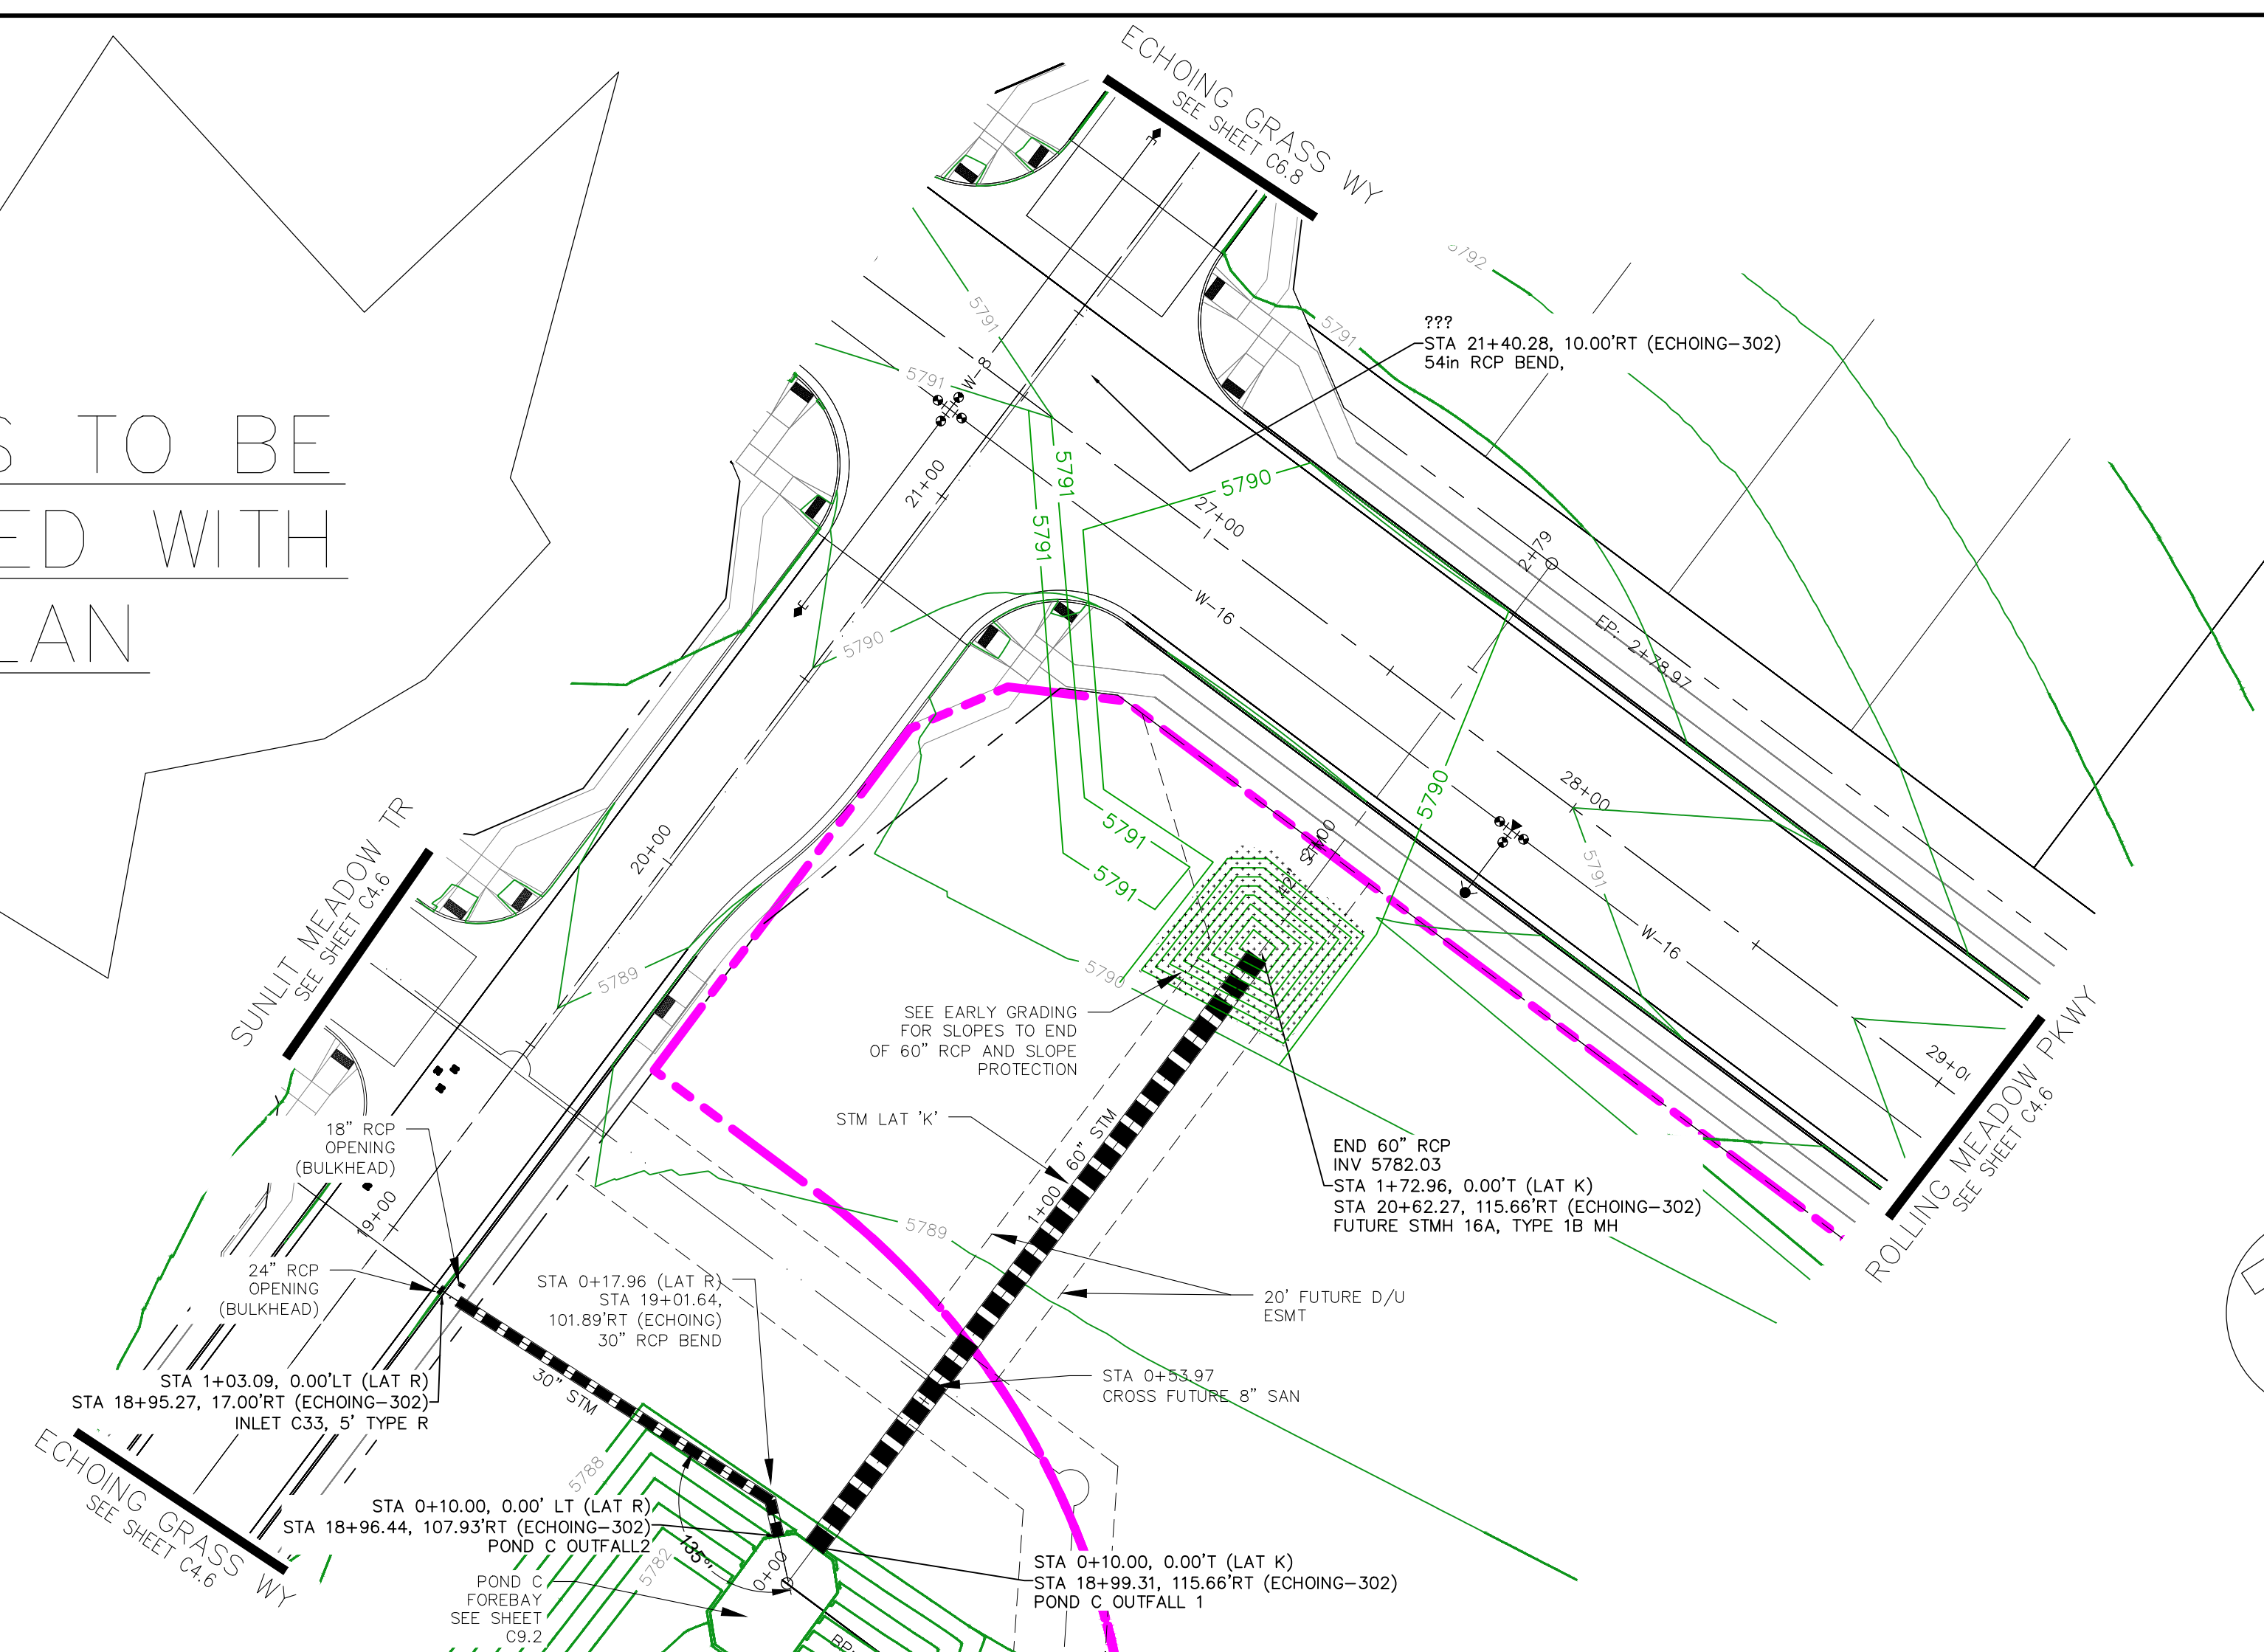 ECHOING GRASS WY
SEE SHEET C6.8
5792
???
STA 21+40.28, 10.00'RT (ECHOING-302)
54in RCP BEND,
5791
5791
5791
W-8
S TO BE
ED WITH
LAN
21+00
5791
5791
5790
27+00
2+79
EP: 2+78.97
W-16
5790
28+00
5790
5791
5791
5791
W-16
29+0
20+00
SUNLIT MEADOW TR
SEE SHEET C4.6
5789
5790
SEE EARLY GRADING
FOR SLOPES TO END
OF 60" RCP AND SLOPE
PROTECTION
ROLLING MEADOW PKWY
SEE SHEET C4.6
STM LAT 'K'
60" STM
1+00
END 60" RCP
INV 5782.03
STA 1+72.96, 0.00'T (LAT K)
STA 20+62.27, 115.66'RT (ECHOING-302)
FUTURE STMH 16A, TYPE 1B MH
18" RCP
OPENING
(BULKHEAD)
19+00
5789
24" RCP
OPENING
(BULKHEAD)
STA 0+17.96 (LAT R)
STA 19+01.64,
101.89'RT (ECHOING)
30" RCP BEND
20' FUTURE D/U
ESMT
STA 1+03.09, 0.00'LT (LAT R)
STA 18+95.27, 17.00'RT (ECHOING-302)
INLET C33, 5' TYPE R
30" STM
STA 0+53.97
CROSS FUTURE 8" SAN
ECHOING GRASS WY
SEE SHEET C4.6
5788
STA 0+10.00, 0.00' LT (LAT R)
STA 18+96.44, 107.93'RT (ECHOING-302)
POND C OUTFALL2
5782
135°
0+00
POND C
FOREBAY
SEE SHEET
C9.2
STA 0+10.00, 0.00'T (LAT K)
STA 18+99.31, 115.66'RT (ECHOING-302)
POND C OUTFALL 1